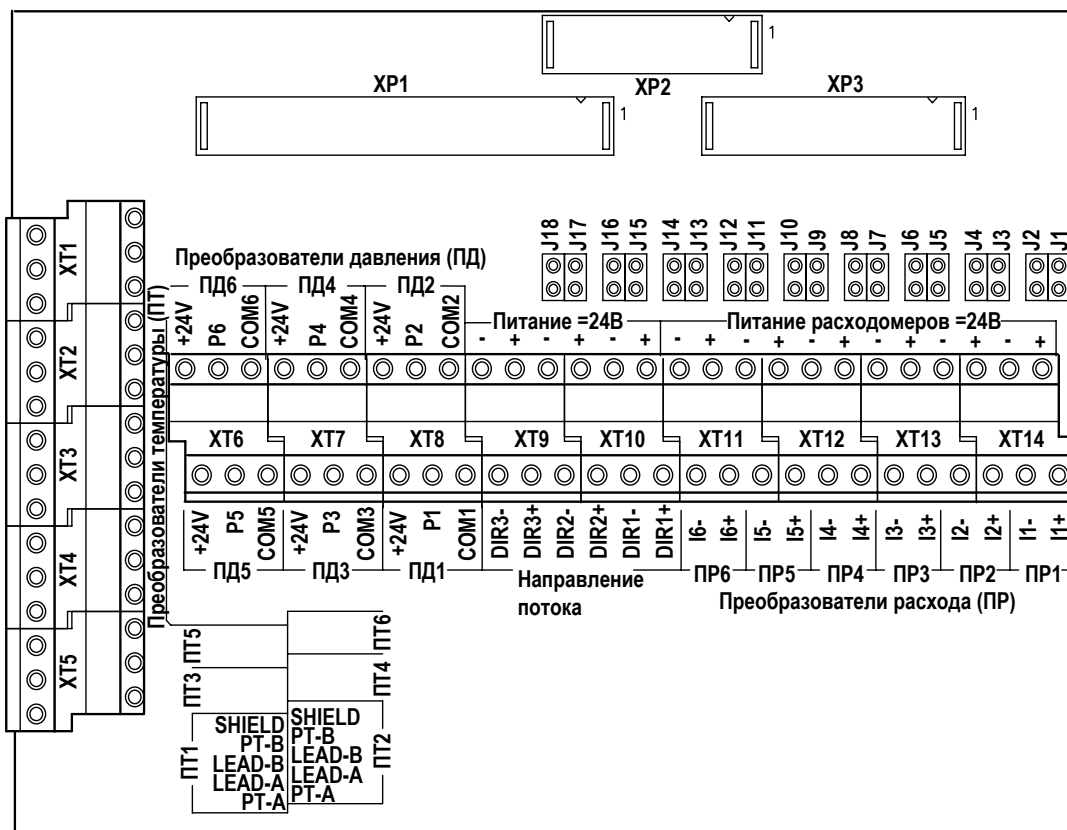 XP1
XP2
XP3
1
1
1
J18 J17 J16 J15 J14 J13 J12 J11 J10 J9 J8 J7 J6 J5 J4 J3 J2 J1
Преобразователи давления (ПД)
ПД6 ПД4 ПД2
+24V P6 COM6 +24V P4 COM4 +24V P2 COM2
Питание =24В
Питание расходомеров =24В
- + - + - + - + - + - + - + - + - +
XT1
XT2
XT3
XT4
XT5
Преобразователи температуры (ПТ)
XT6 XT7 XT8 XT9 XT10 XT11 XT12 XT13 XT14
+24V P5 COM5 +24V P3 COM3 +24V P1 COM1 DIR3- DIR3+ DIR2- DIR2+ DIR1- DIR1+ I6- I6+ I5- I5+ I4- I4+ I3- I3+ I2- I2+ I1- I1+
ПД5 ПД3 ПД1
Направление
потока
ПР6 ПР5 ПР4 ПР3 ПР2 ПР1
Преобразователи расхода (ПР)
ПТ5 ПТ6
ПТ3 ПТ4
ПТ1
SHIELD
PT-B
LEAD-B
LEAD-A
PT-A
SHIELD
PT-B
LEAD-B
LEAD-A
PT-A
ПТ2